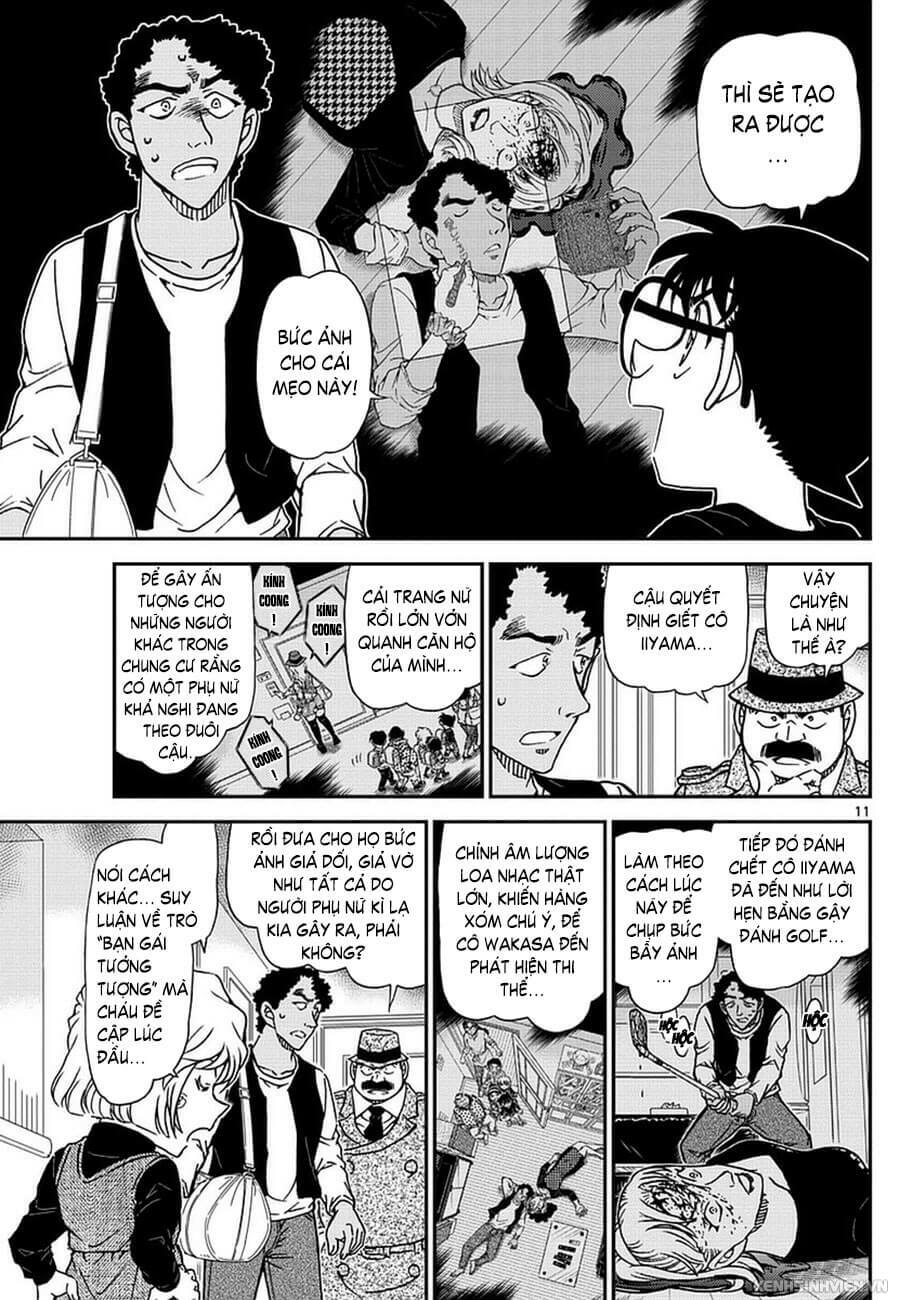 THÌ SẼ TẠO
RA ĐƯỢC
...
BỨC ẢNH
CHO CÁI
MẸO NÀY!
VẬY
CHUYỆN
LÀ NHƯ
THẾ À?
CẬU QUYẾT
ĐỊNH GIẾT CÔ
IIYAMA...
CẢI TRANG NỮ
RỒI LỚN VỚN
QUANH CĂN HỘ
CỦA MÌNH...
KÍNH
COONG
!
KÍNH
COONG
!
KÍNH
COONG
!
ĐỂ GÂY ẤN
TƯỢNG CHO
NHỮNG NGƯỜI
KHÁC TRONG
CHUNG CƯ RẰNG
CÓ MỘT PHỤ NỮ
KHẢ NGHI ĐANG
THEO ĐUÔI
CẬU.
11
TIẾP ĐÓ ĐÁNH
CHẾT CÔ IIYAMA
ĐÃ ĐẾN NHƯ LỜI
HẸN BẰNG GẬY
ĐÁNH GOLF...
LÀM THEO
CÁCH LÚC
NÃY ĐỂ
CHỤP BỨC
BẪY ẢNH
...
HỘC
HỘC
HỘC
CHỈNH ÂM LƯỢNG
LOA NHẠC THẬT
LỚN, KHIẾN HÀNG
XÓM CHÚ Ý, ĐỂ
CÔ WAKASA ĐẾN
PHÁT HIỆN THI
THỂ...
RỒI ĐƯA CHO HỌ BỨC
ẢNH GIẢ DỐI, GIẢ VỜ
NHƯ TẤT CẢ DO
NGƯỜI PHỤ NỮ KÌ LẠ
KIA GÂY RA, PHẢI
KHÔNG?
NÓI CÁCH
KHÁC... SUY
LUẬN VỀ TRÒ
"BẠN GÁI
TƯỞNG
TƯỢNG" MÀ
CHÁU ĐỀ
CẬP LÚC
ĐẦU...
KENHSINHVIEN.VN